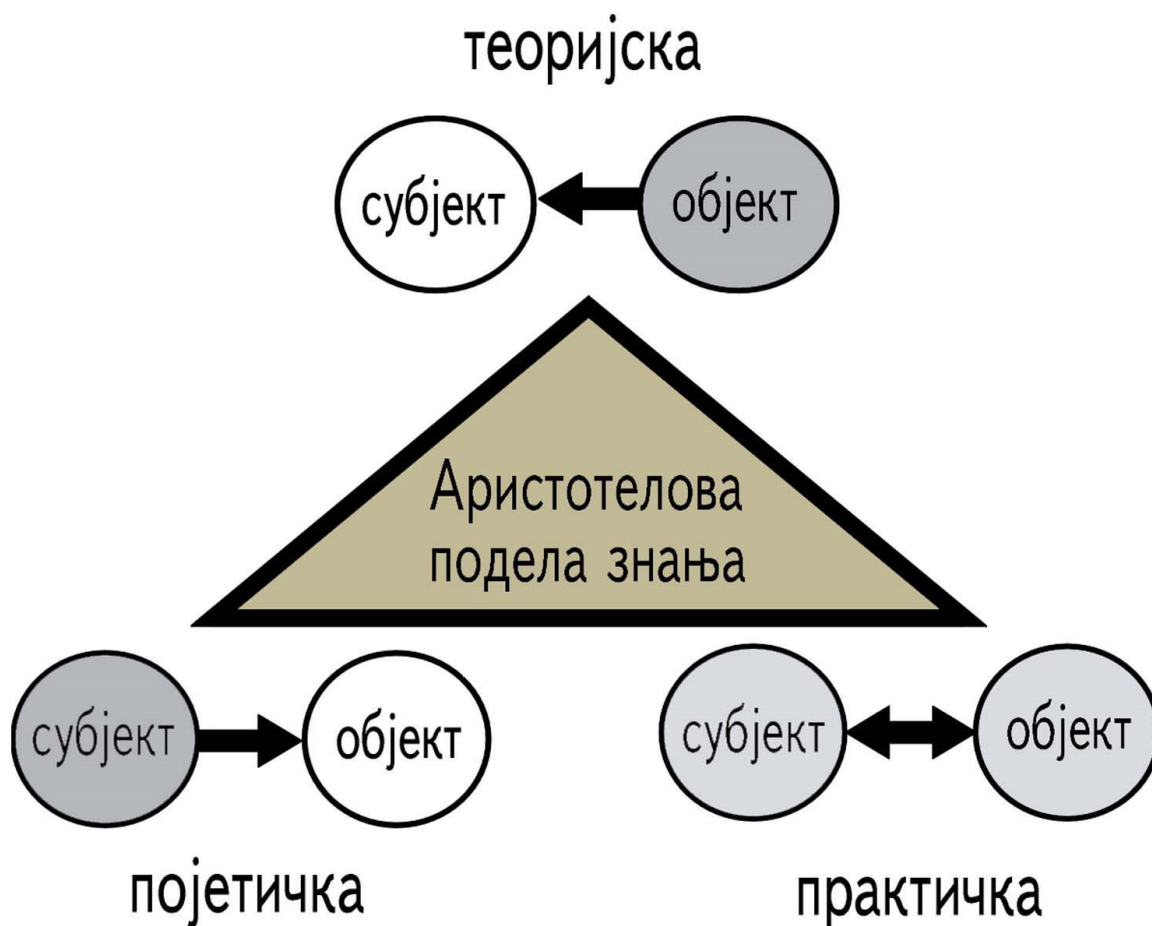 теоријска
субјект
објект
Аристотелова
подела знања
субјект
објект
субјект
објект
појетичка
практичка